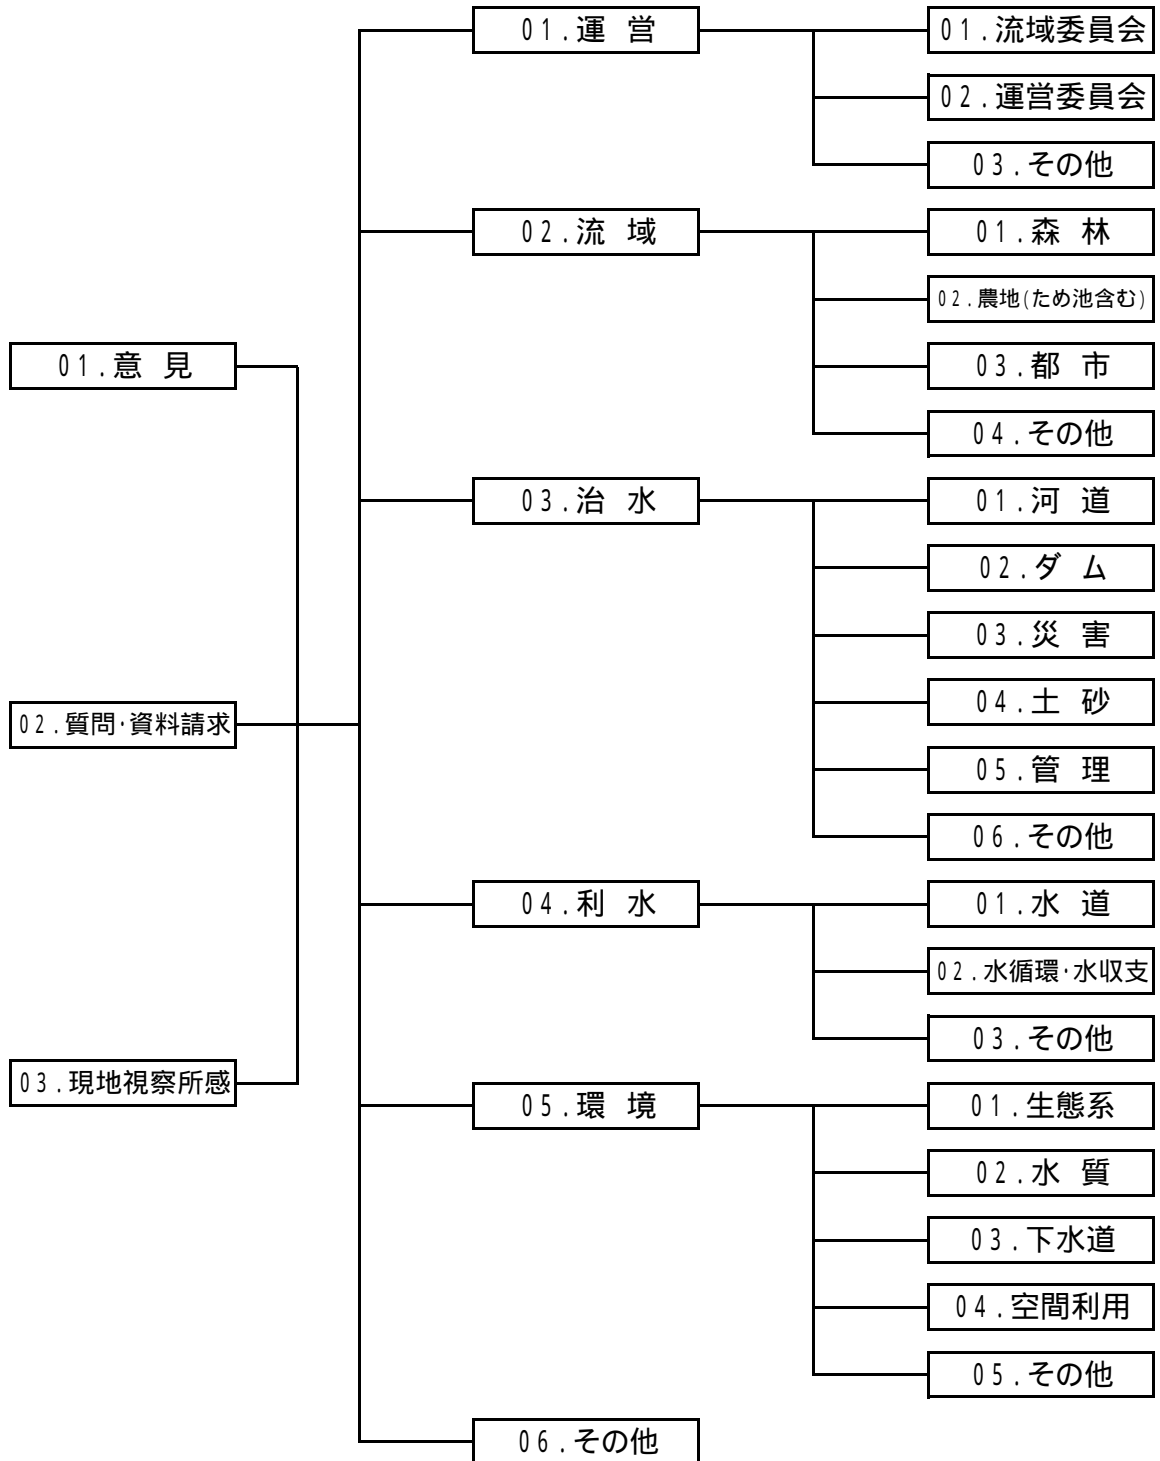 01.意 見
02.質問・資料請求
03.現地視察所感
01.運 営
01.流域委員会
02.運営委員会
03.その他
02.流 域
01.森 林
02.農地(ため池含む)
03.都 市
04.その他
03.治 水
01.河 道
02.ダ ム
03.災 害
04.土 砂
05.管 理
06.その他
04.利 水
01.水 道
02.水循環・水収支
03.その他
05.環 境
01.生態系
02.水 質
03.下水道
04.空間利用
05.その他
06.その他